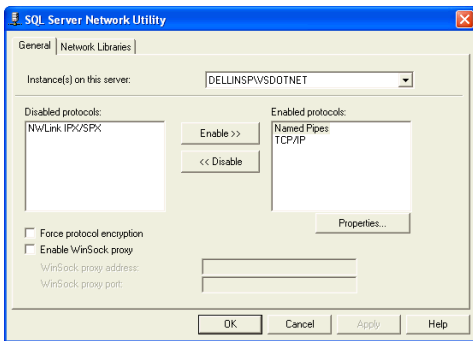 SQL Server Network Utility
General Network Libraries
Instance(s) on this server: DELLINSP\VSDOTNET
Disabled protocols: Enabled protocols:
NWLink IPX/SPX Enable >> Named Pipes
TCP/IP
<< Disable
Properties...
Force protocol encryption
Enable WinSock proxy
WinSock proxy address:
WinSock proxy port:
OK Cancel Apply Help